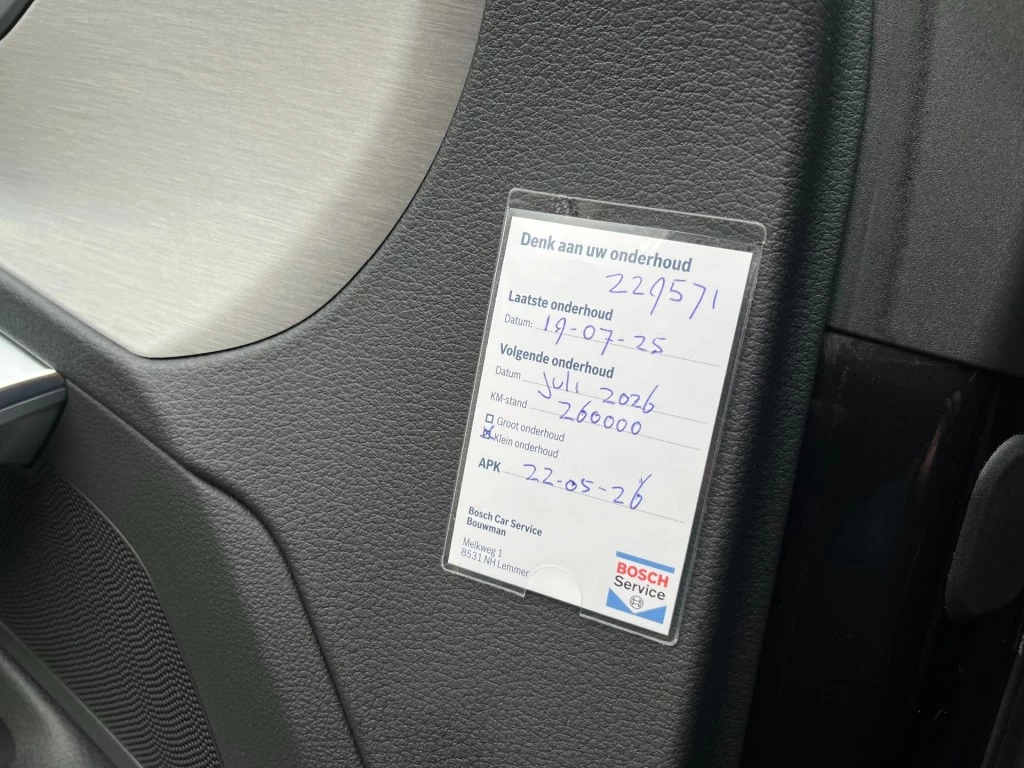 Denk aan uw onderhoud
229571
Laatste onderhoud
Datum: 19-07-25
Volgende onderhoud
Datum juli 2026
KM-stand 260000
Groot onderhoud
Klein onderhoud
APK 22-05-26
Bosch Car Service
Bouwman
Melkweg 1
8531 NH Lemmer
BOSCH
Service